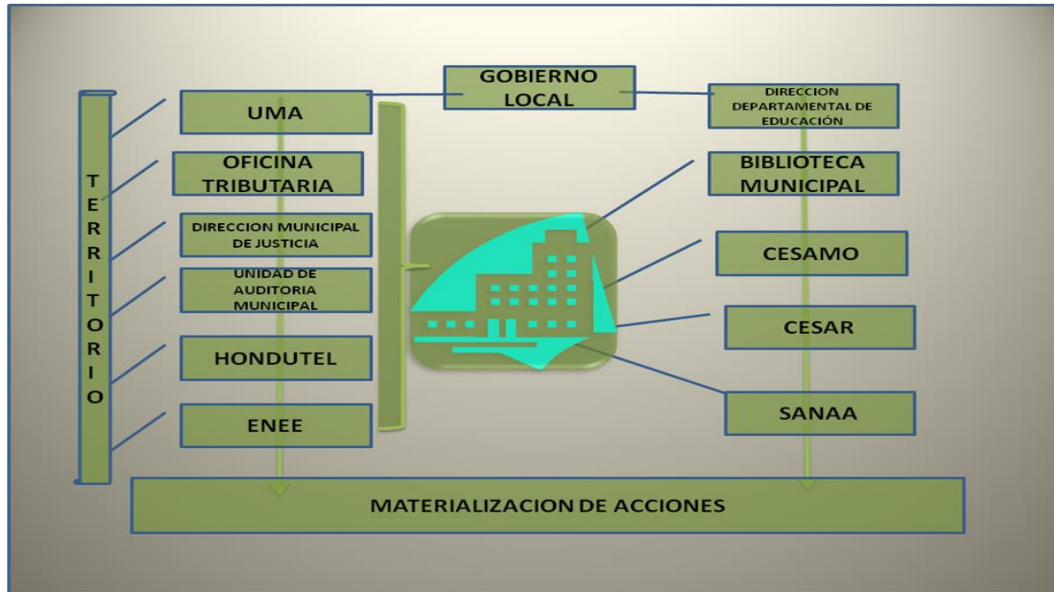 GOBIERNO
LOCAL
TERRITORIO
UMA
OFICINA
TRIBUTARIA
DIRECCION MUNICIPAL
DE JUSTICIA
UNIDAD DE
AUDITORIA
MUNICIPAL
HONDUTEL
ENEE
DIRECCION
DEPARTAMENTAL DE
EDUCACIÓN
BIBLIOTECA
MUNICIPAL
CESAMO
CESAR
SANAA
MATERIALIZACION DE ACCIONES